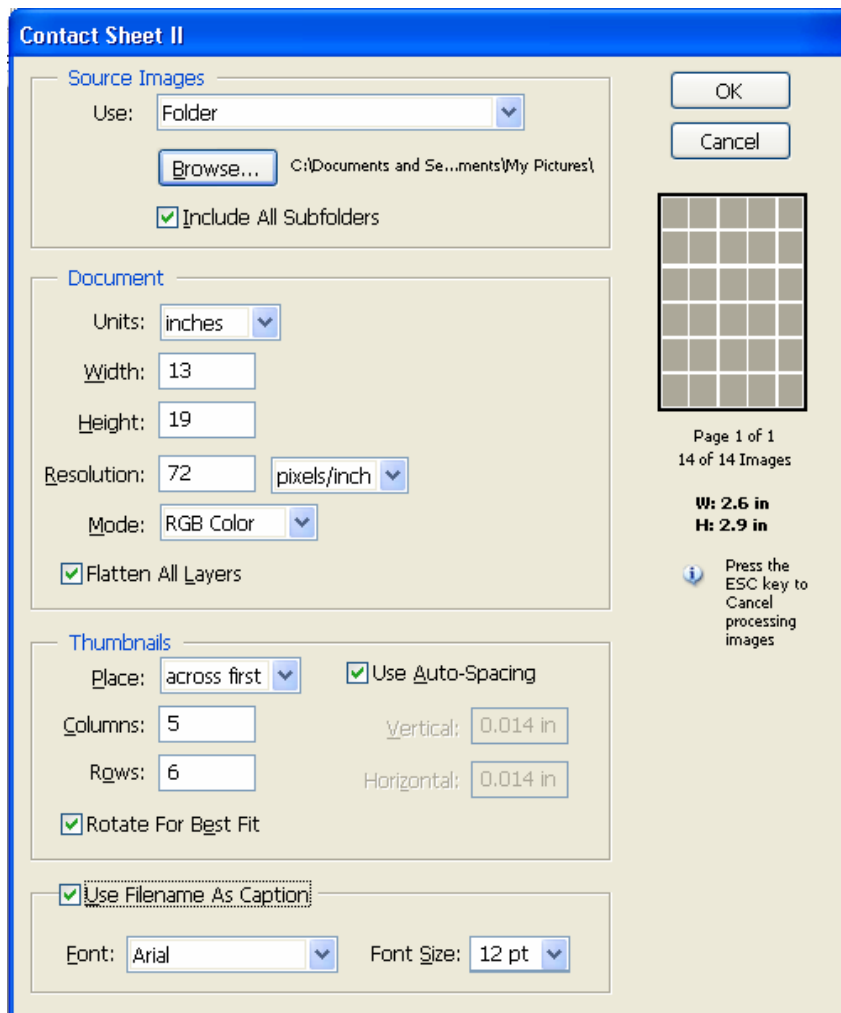 Contact Sheet II
Source Images
Use: Folder
Browse... C:\Documents and Se...ments\My Pictures\
Include All Subfolders
Document
Units: inches
Width: 13
Height: 19
Resolution: 72 pixels/inch
Mode: RGB Color
Flatten All Layers
Thumbnails
Place: across first Use Auto-Spacing
Columns: 5 Vertical: 0.014 in
Rows: 6 Horizontal: 0.014 in
Rotate For Best Fit
Use Filename As Caption
Font: Arial Font Size: 12 pt
OK
Cancel
Page 1 of 1
14 of 14 Images
W: 2.6 in
H: 2.9 in
Press the
ESC key to
Cancel
processing
images